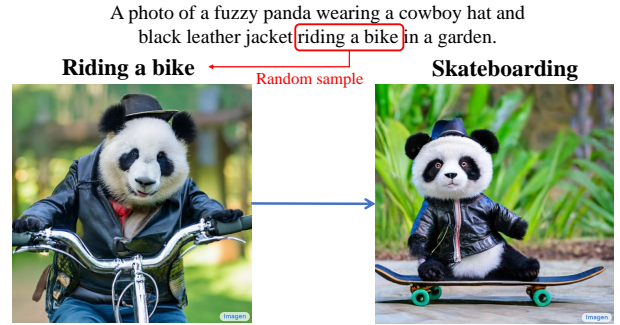 A photo of a fuzzy panda wearing a cowboy hat and
black leather jacket riding a bike in a garden.
Riding a bike
Random sample
Skateboarding
Imagen
Imagen